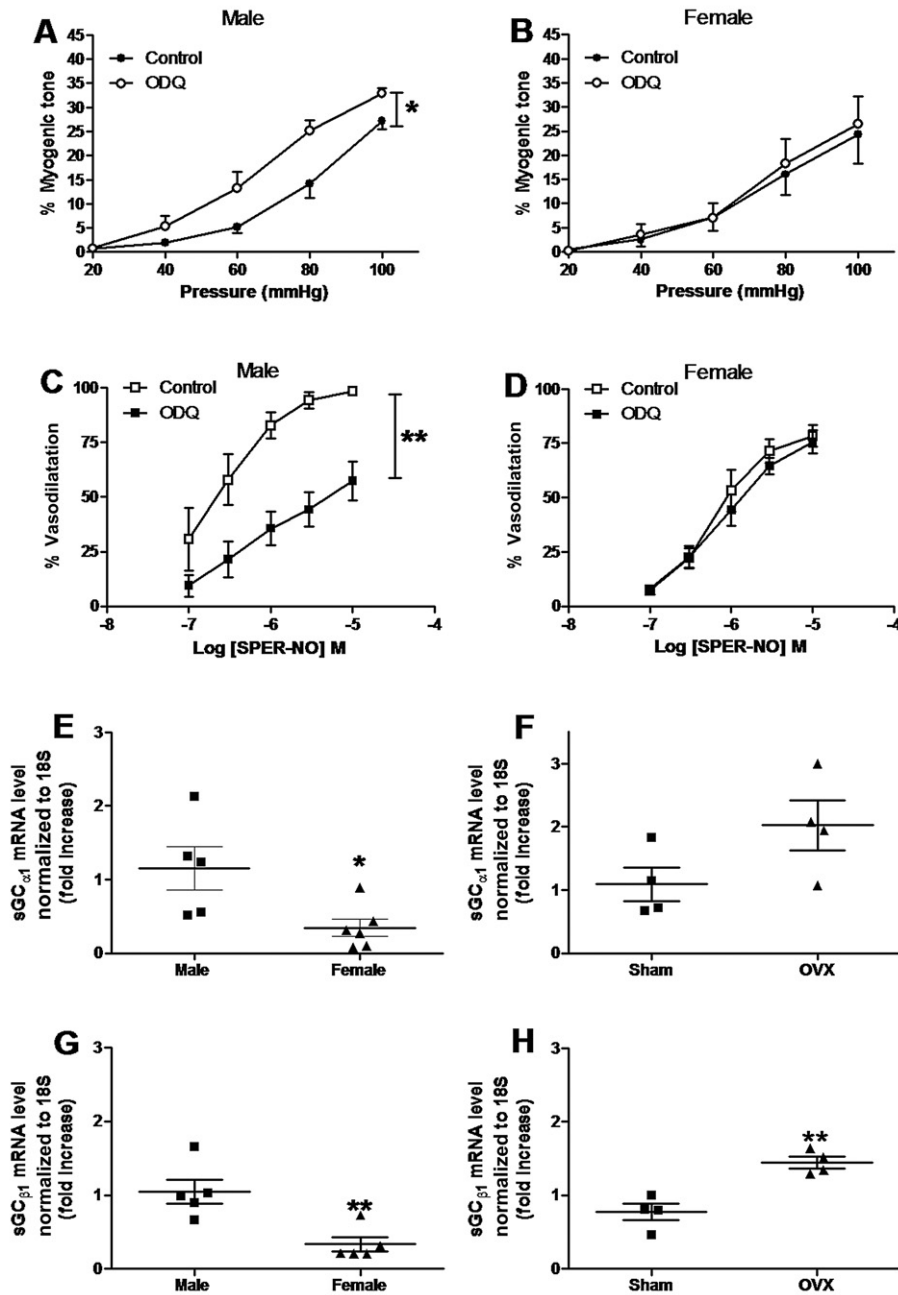 Male
A
Control
ODQ
45
40
35
30
25
20
15
10
5
0
% Myogenic tone
*
20 40 60 80 100
Pressure (mmHg)
Female
B
Control
ODQ
45
40
35
30
25
20
15
10
5
0
% Myogenic tone
20 40 60 80 100
Pressure (mmHg)
Male
C
Control
ODQ
100
75
50
25
0
% Vasodilatation
**
-8 -7 -6 -5 -4
Log [SPER-NO] M
Female
D
Control
ODQ
100
75
50
25
0
% Vasodilatation
-8 -7 -6 -5 -4
Log [SPER-NO] M
E
sGCα1 mRNA level
normalized to 18S
(fold Increase)
3
2
1
0
*
Male Female
F
sGCα1 mRNA level
normalized to 18S
(fold Increase)
3
2
1
0
Sham OVX
G
sGCβ1 mRNA level
normalized to 18S
(fold Increase)
3
2
1
0
**
Male Female
H
sGCβ1 mRNA level
normalized to 18S
(fold Increase)
3
2
1
0
**
Sham OVX